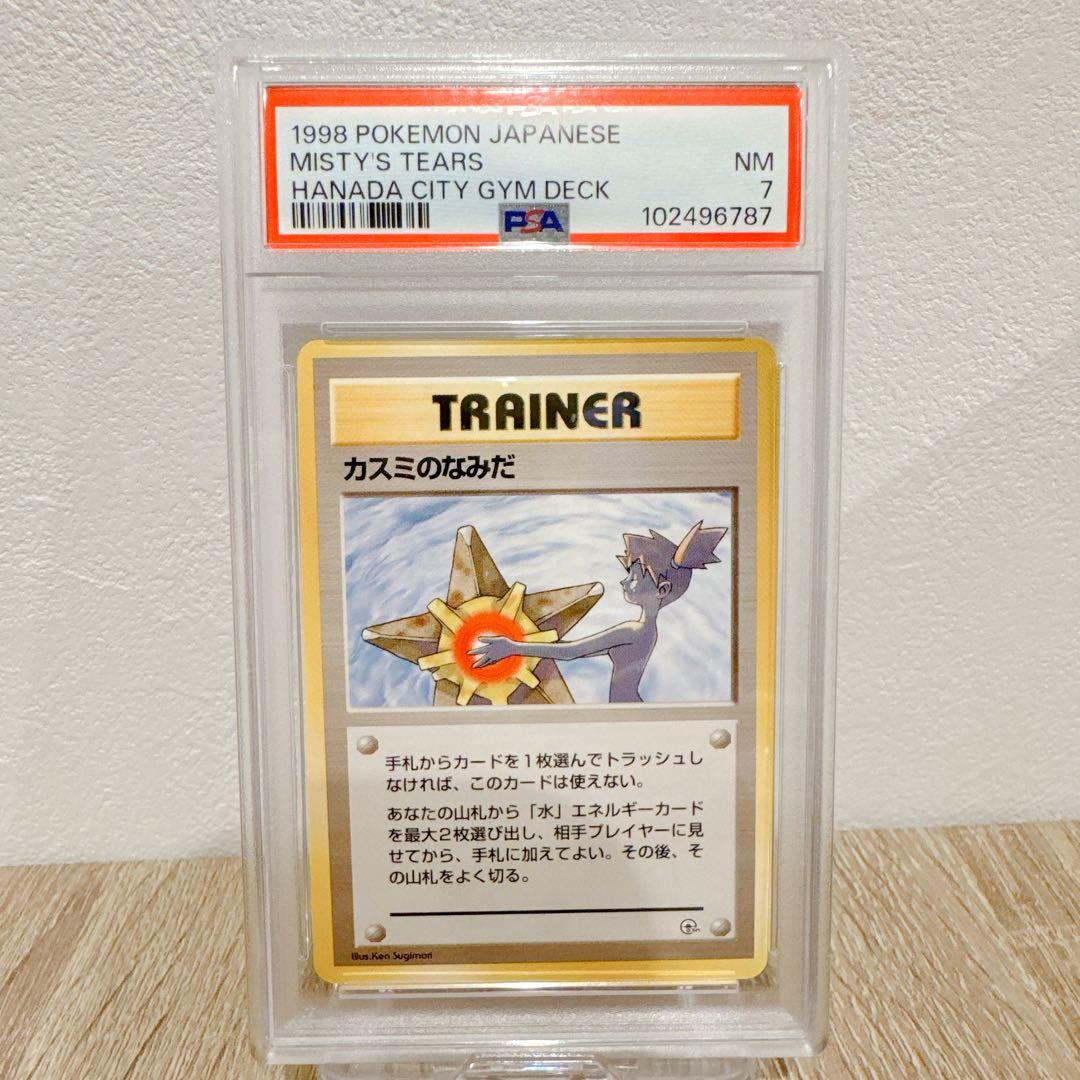 1998 POKEMON JAPANESE
MISTY'S TEARS NM
HANADA CITY GYM DECK 7
PSA 102496787
TRAINER
カスミのなみだ
手札からカードを1枚選んでトラッシュし
なければ、このカードは使えない。
あなたの山札から「水」エネルギーカード
を最大2枚選び出し、相手プレイヤーに見
せてから、手札に加えてよい。その後、そ
の山札をよく切る。
Illus.Ken Sugimori